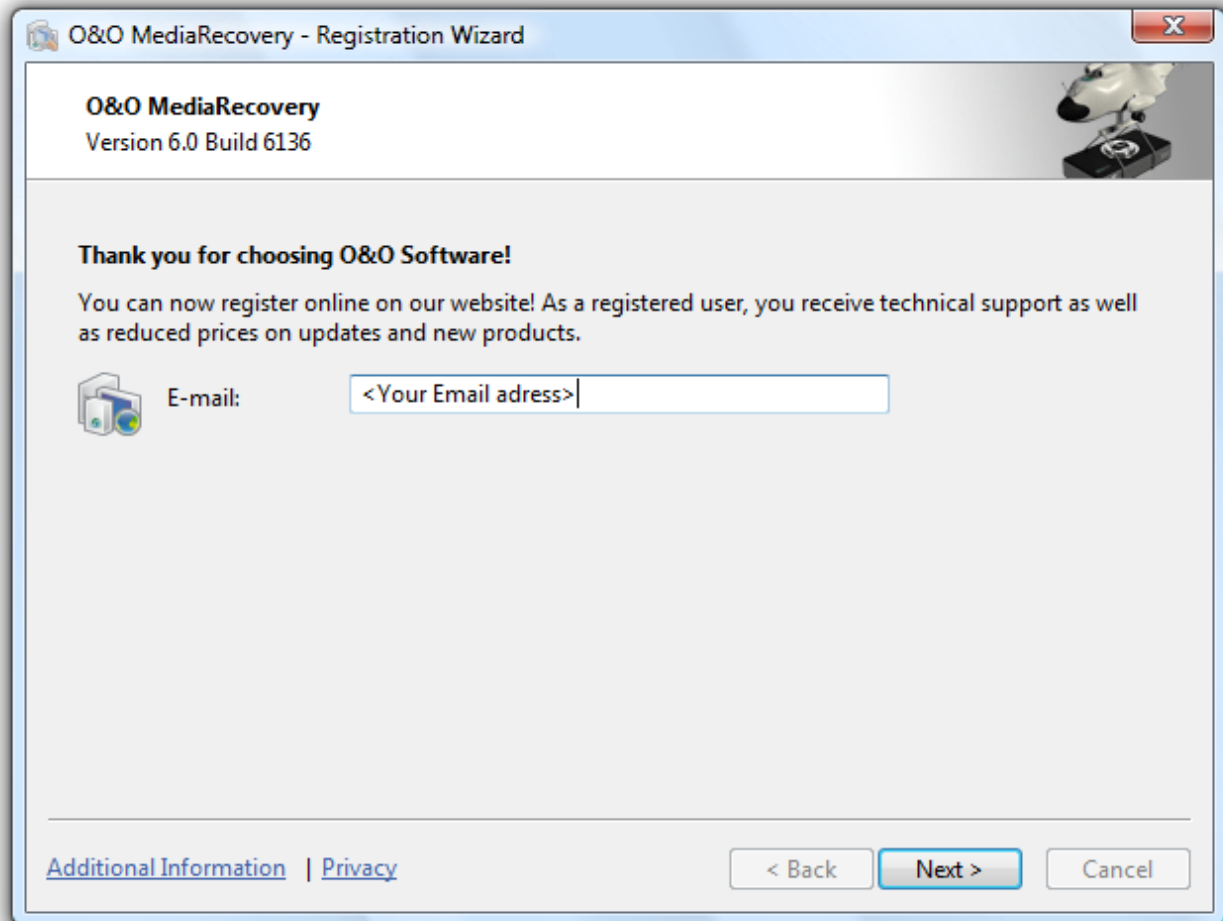 O&O MediaRecovery - Registration Wizard
X
O&O MediaRecovery
Version 6.0 Build 6136
Thank you for choosing O&O Software!
You can now register online on our website! As a registered user, you receive technical support as well
as reduced prices on updates and new products.
E-mail: <Your Email adress>
Additional Information | Privacy < Back Next > Cancel